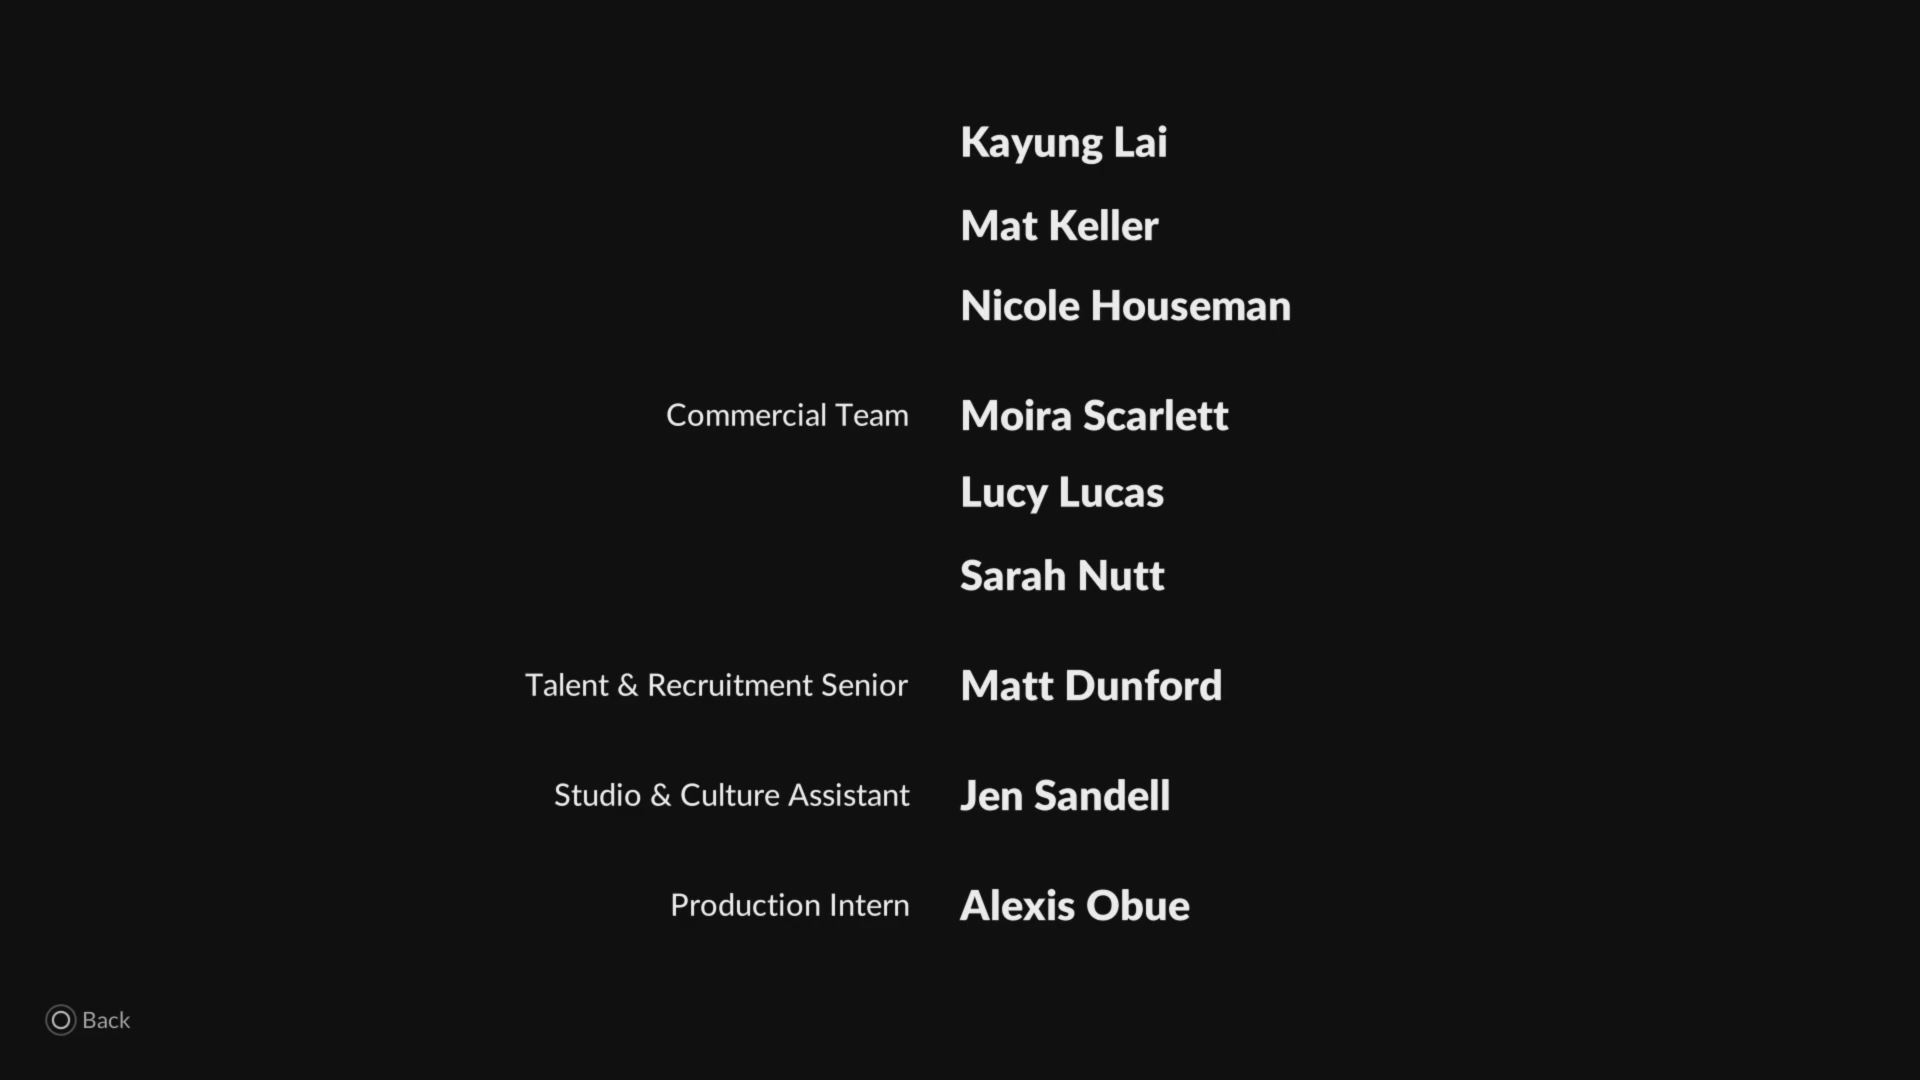 Kayung Lai
Mat Keller
Nicole Houseman
Commercial Team Moira Scarlett
Lucy Lucas
Sarah Nutt
Talent & Recruitment Senior Matt Dunford
Studio & Culture Assistant Jen Sandell
Production Intern Alexis Obue
Back